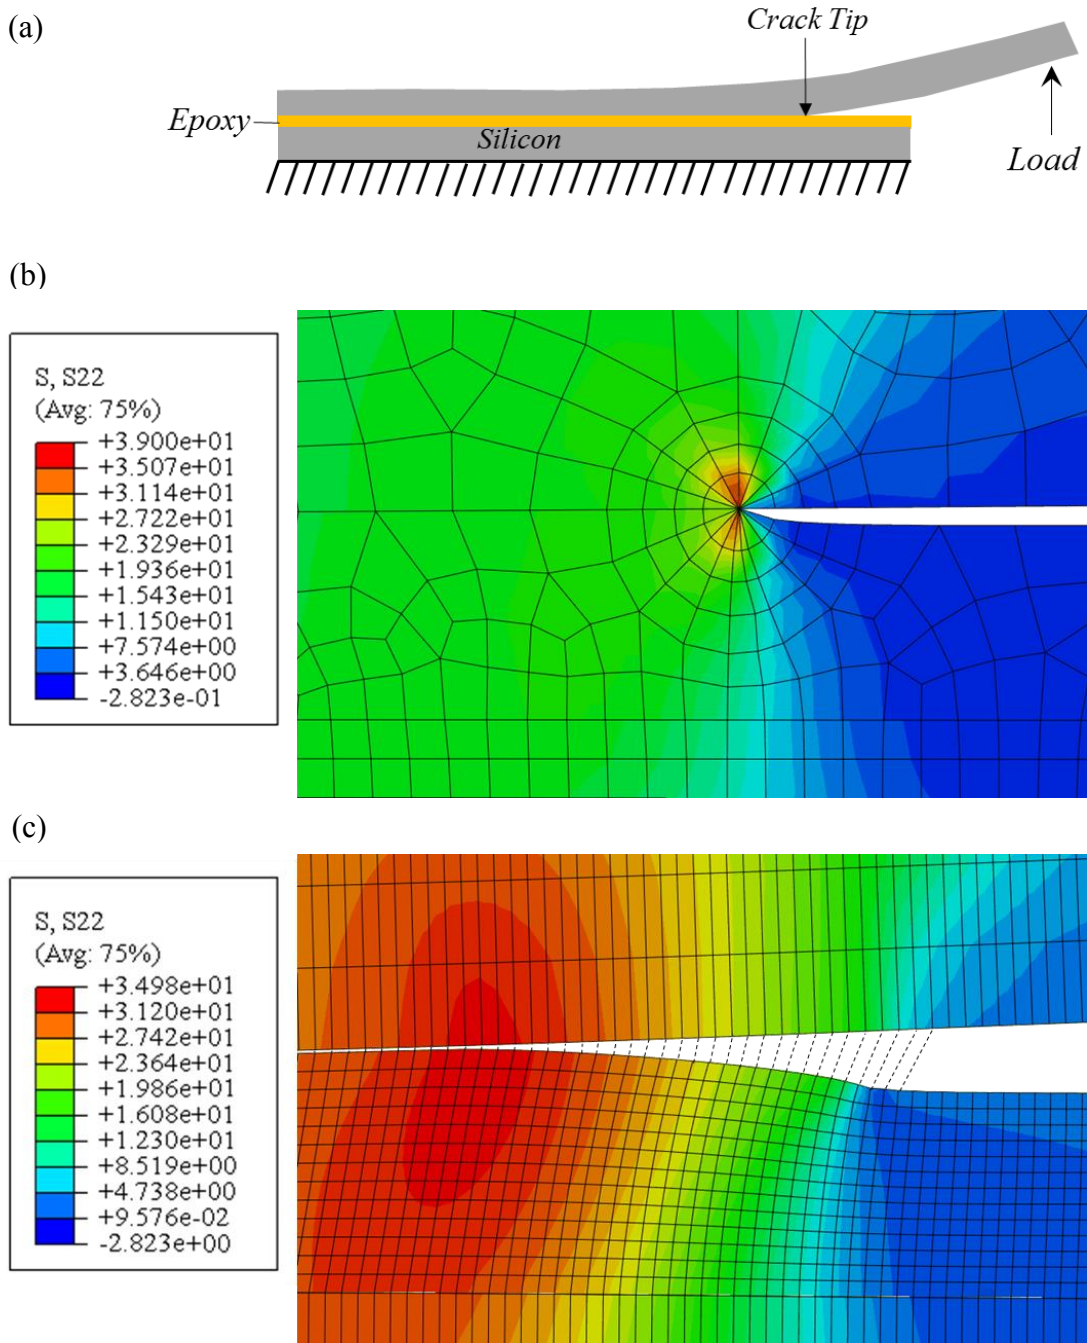 (a)
Crack Tip
Epoxy
Silicon
Load
(b)
S, S22
(Avg: 75%)
+3.900e+01
+3.507e+01
+3.114e+01
+2.722e+01
+2.329e+01
+1.936e+01
+1.543e+01
+1.150e+01
+7.574e+00
+3.646e+00
-2.823e-01
(c)
S, S22
(Avg: 75%)
+3.498e+01
+3.120e+01
+2.742e+01
+2.364e+01
+1.986e+01
+1.608e+01
+1.230e+01
+8.519e+00
+4.738e+00
+9.576e-02
-2.823e+00